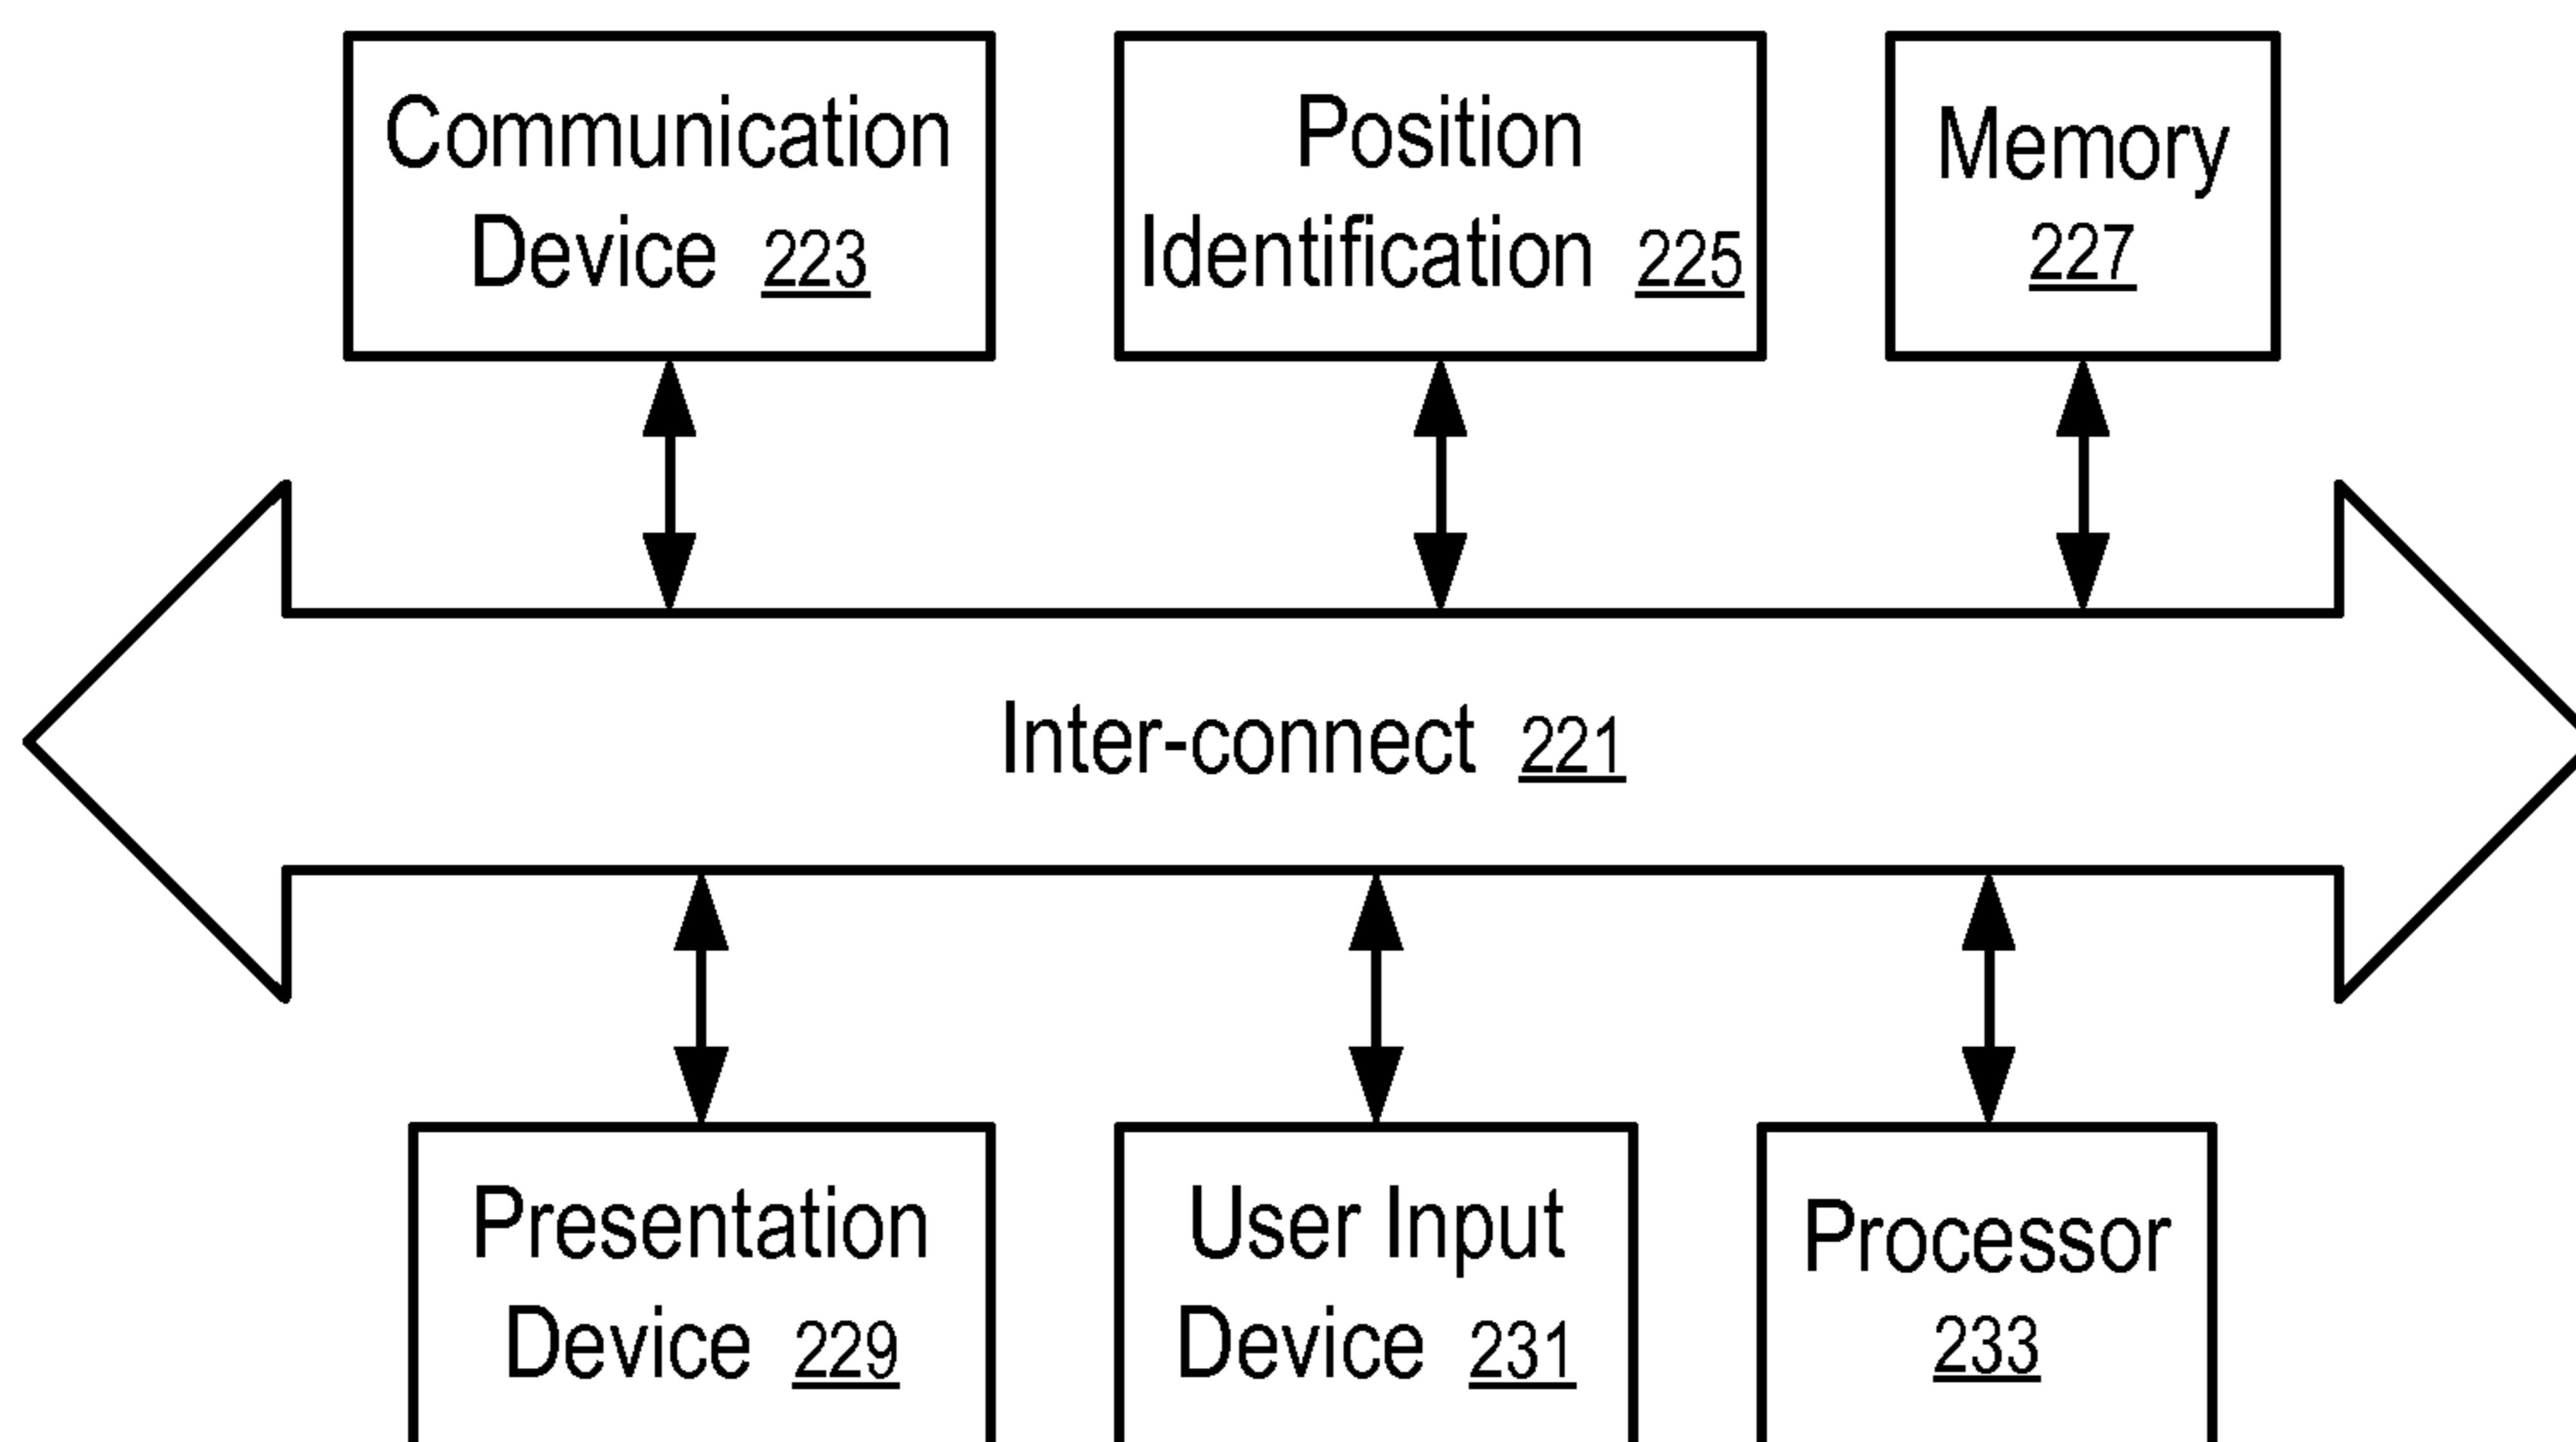 Communication
Device 223
Position
Identification 225
Memory
227
Inter-connect 221
Presentation
Device 229
User Input
Device 231
Processor
233